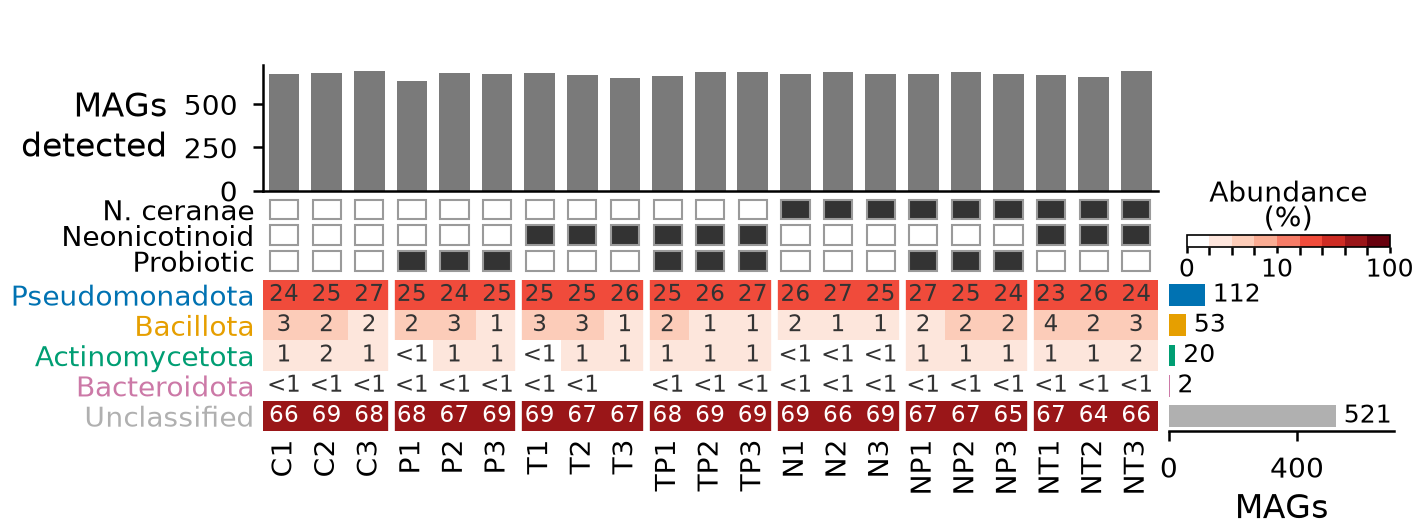 MAGs
detected
500
250
0
N. ceranae
Neonicotinoid
Probiotic
Abundance
(%)
0 10 100
Pseudomonadota 24 25 27 25 24 25 25 25 26 25 26 27 26 27 25 27 25 24 23 26 24 112
Bacillota 3 2 2 2 3 1 3 3 1 2 1 1 2 1 1 2 2 2 4 2 3 53
Actinomycetota 1 2 1 <1 1 1 <1 1 1 1 1 1 <1 <1 <1 1 1 1 1 1 2 20
Bacteroidota <1 <1 <1 <1 <1 <1 <1 <1 <1 <1 <1 <1 <1 <1 <1 <1 <1 <1 <1 <1 2
Unclassified 66 69 68 68 67 69 69 67 67 68 69 69 69 66 69 67 67 65 67 64 66 521
C1 C2 C3 P1 P2 P3 T1 T2 T3 TP1 TP2 TP3 N1 N2 N3 NP1 NP2 NP3 NT1 NT2 NT3
0 400
MAGs